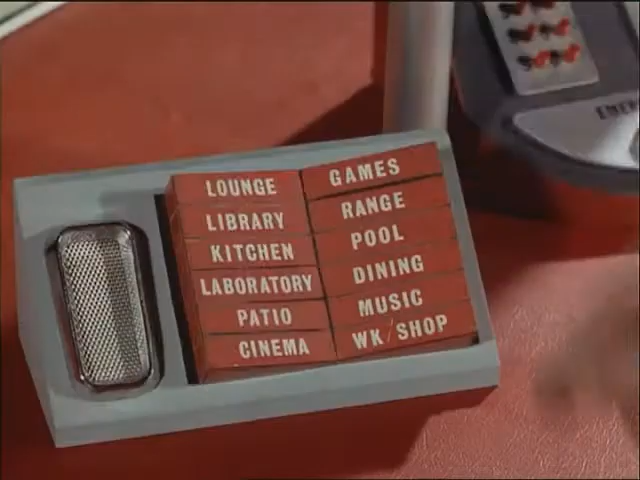 LOUNGE
LIBRARY
KITCHEN
LABORATORY
PATIO
CINEMA
GAMES
RANGE
POOL
DINING
MUSIC
WK/SHOP